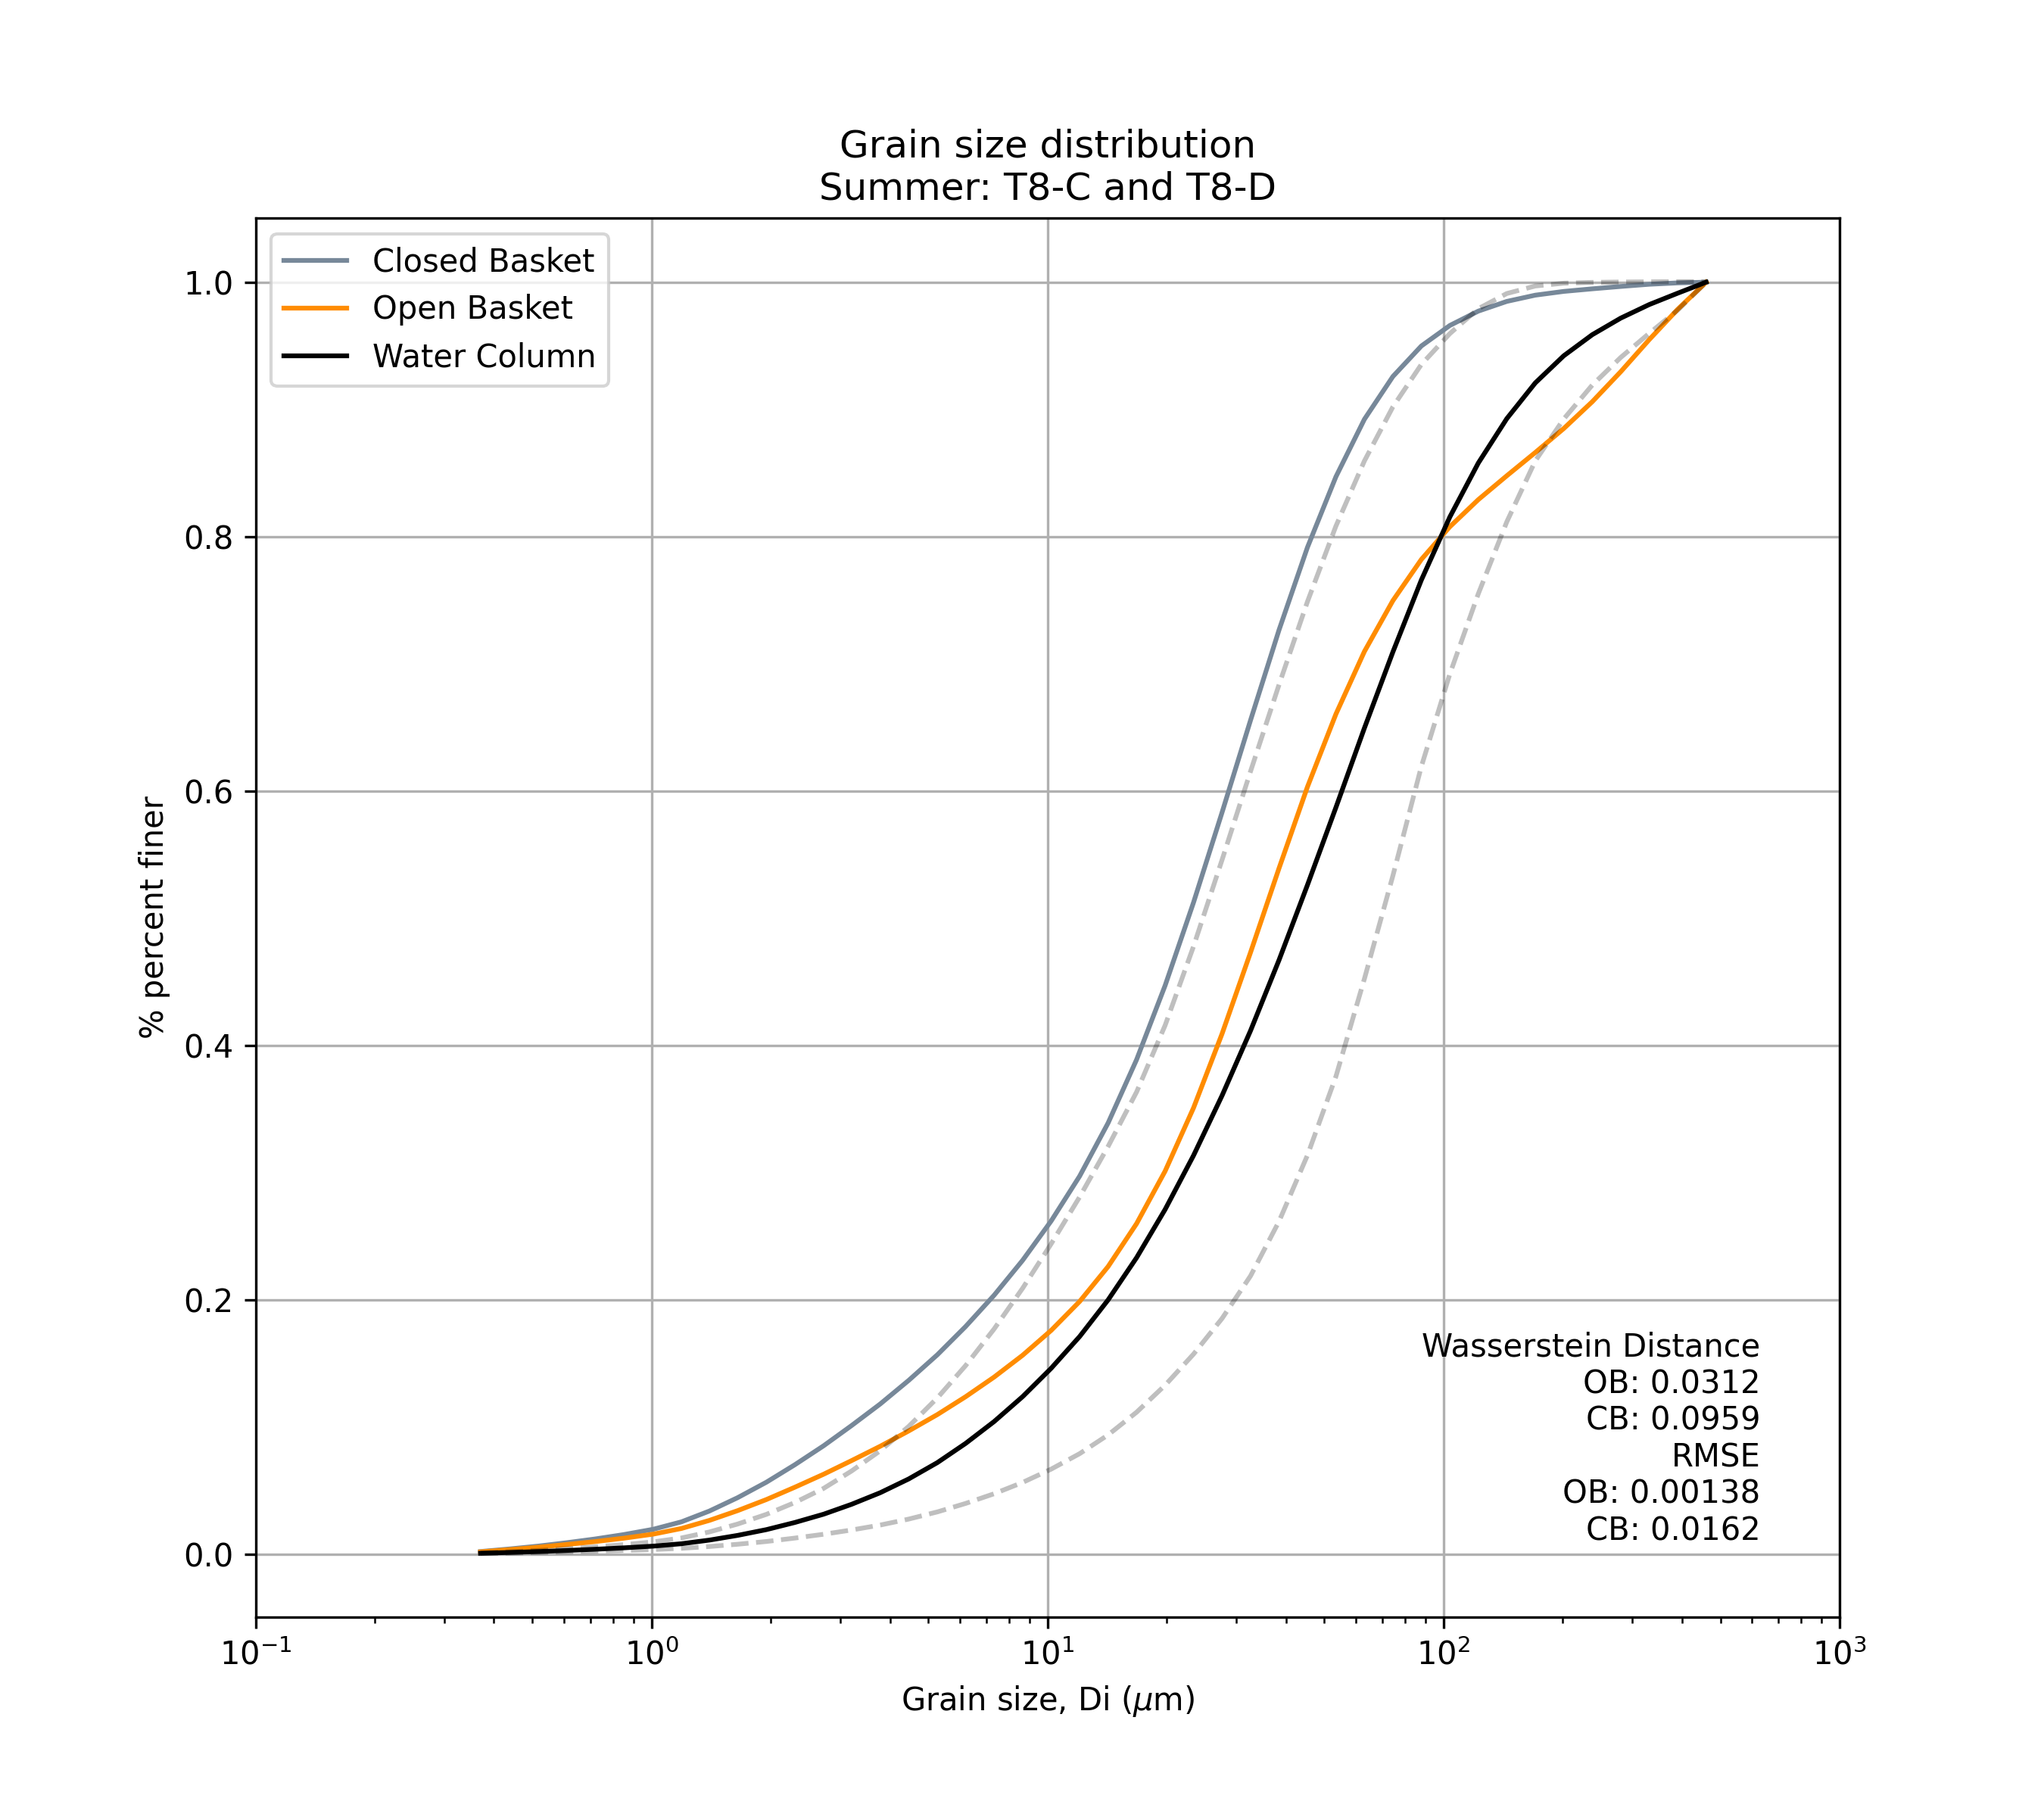 Grain size distribution
Summer: T8-C and T8-D
Closed Basket
Open Basket
Water Column
1.0
0.8
0.6
0.4
0.2
0.0
% percent finer
Wasserstein Distance
OB: 0.0312
CB: 0.0959
RMSE
OB: 0.00138
CB: 0.0162
10⁻¹ 10⁰ 10¹ 10² 10³
Grain size, Di (μm)